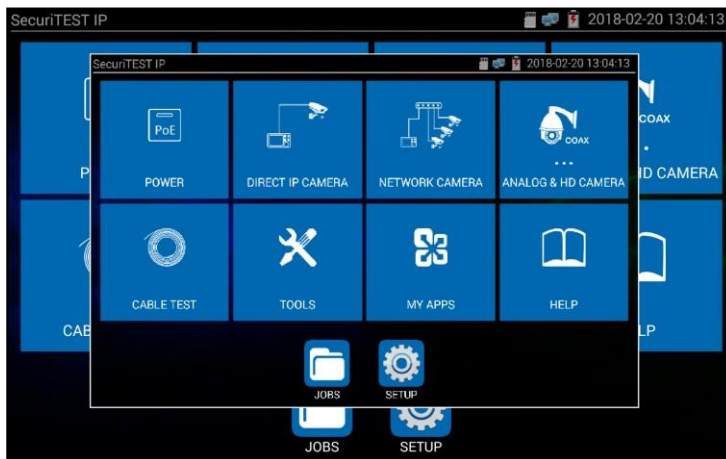 SecuriTEST IP 2018-02-20 13:04:13
SecuriTEST IP 2018-02-20 13:04:13
PoE
COAX
COAX
POWER DIRECT IP CAMERA NETWORK CAMERA ANALOG & HD CAMERA
P
ID CAMERA
CABLE TEST TOOLS MY APPS HELP
CAB
LP
JOBS SETUP
JOBS SETUP